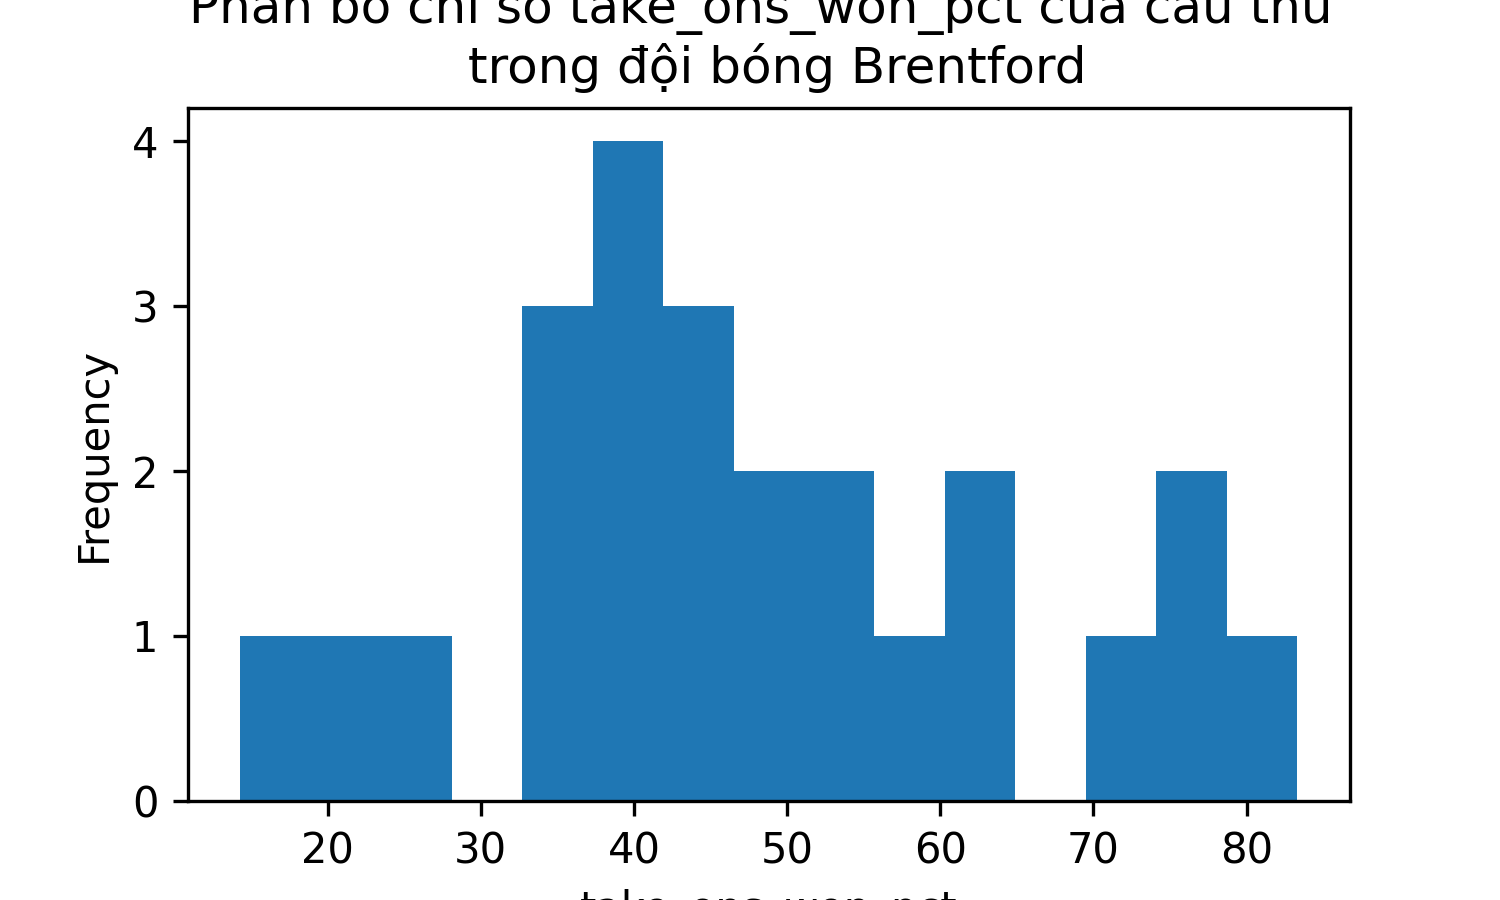 Phân bố chỉ số take_ons_won_pct của cầu thủ
trong đội bóng Brentford
4
3
2
1
0
Frequency
20 30 40 50 60 70 80
take_ons_won_pct